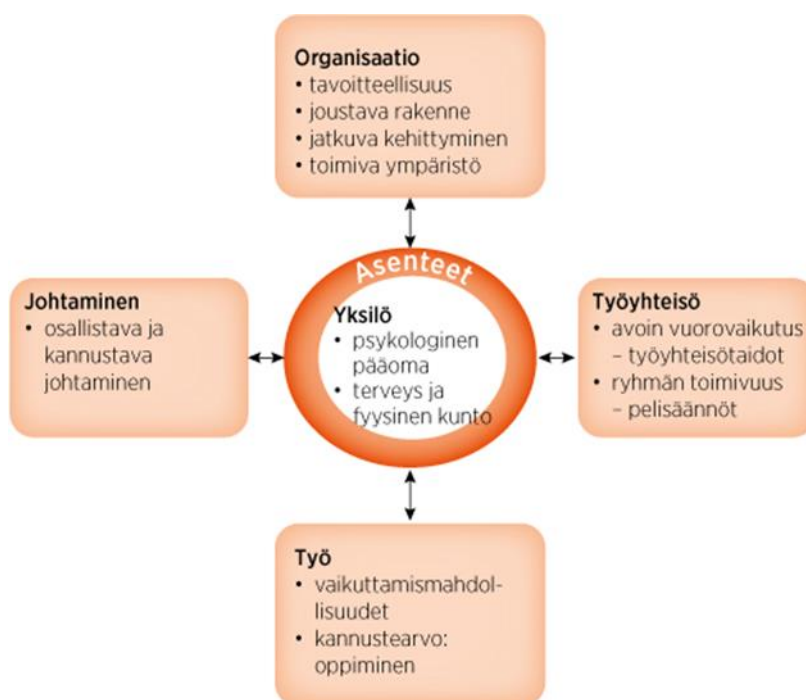 Organisaatio
• tavoitteellisuus
• joustava rakenne
• jatkuva kehittyminen
• toimiva ympäristö
Asenteet
Johtaminen
• osallistava ja
kannustava
johtaminen
Yksilö
• psykologinen
pääoma
• terveys ja
fyysinen kunto
Työyhteisö
• avoin vuorovaikutus
– työyhteisötaidot
• ryhmän toimivuus
– pelisäännöt
Työ
• vaikuttamismahdol-
lisuudet
• kannustearvo:
oppiminen